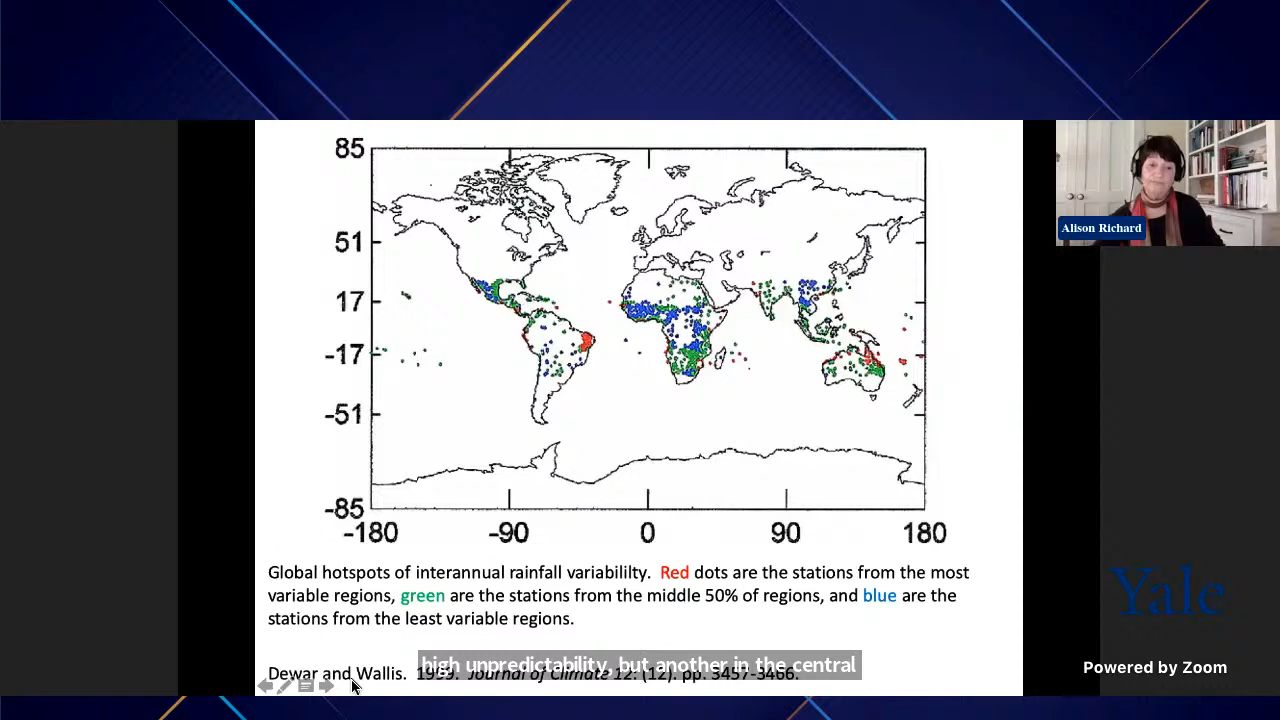 85
51
17
-17
-51
-85
-180 -90 0 90 180
Global hotspots of interannual rainfall variabililty. Red dots are the stations from the most
variable regions, green are the stations from the middle 50% of regions, and blue are the
stations from the least variable regions.
Dewar and Wallis. 1999. Journal of Climate 12: (12). pp. 3457-3466.
high unpredictability, but another in the central
Alison Richard
Yale
Powered by Zoom